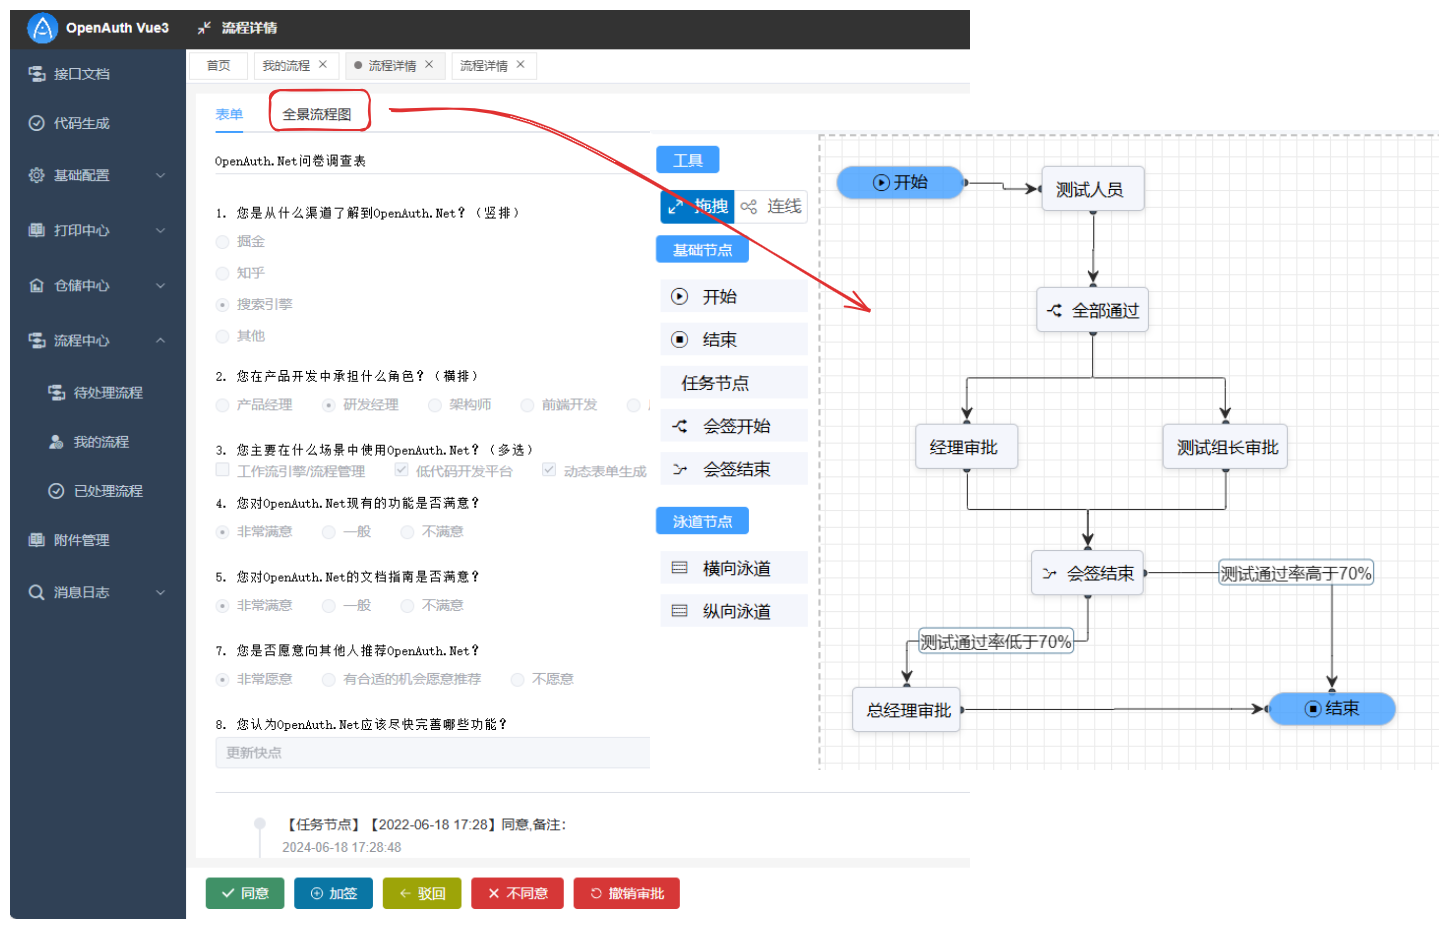 OpenAuth Vue3
流程详情
接口文档
代码生成
基础配置
打印中心
仓储中心
流程中心
待处理流程
我的流程
已处理流程
附件管理
消息日志
首页
我的流程
流程详情
流程详情
表单
全景流程图
OpenAuth.Net问卷调查表
1. 您是从什么渠道了解到OpenAuth.Net? (竖排)
掘金
知乎
搜索引擎
其他
2. 您在产品开发中承担什么角色? (横排)
产品经理 研发经理 架构师 前端开发
3. 您主要在什么场景中使用OpenAuth.Net? (多选)
工作流引擎/流程管理 低代码开发平台 动态表单生成
4. 您对OpenAuth.Net现有的功能是否满意?
非常满意 一般 不满意
5. 您对OpenAuth.Net的文档指南是否满意?
非常满意 一般 不满意
7. 您是否愿意向其他人推荐OpenAuth.Net?
非常愿意 有合适的机会愿意推荐 不愿意
8. 您认为OpenAuth.Net应该尽快完善哪些功能?
更新快点
【任务节点】【2022-06-18 17:28】同意,备注:
2024-06-18 17:28:48
同意
加签
驳回
不同意
撤销审批
工具
拖拽
连线
基础节点
开始
结束
任务节点
会签开始
会签结束
泳道节点
横向泳道
纵向泳道
开始
测试人员
全部通过
经理审批
测试组长审批
会签结束
测试通过率高于70%
测试通过率低于70%
总经理审批
结束